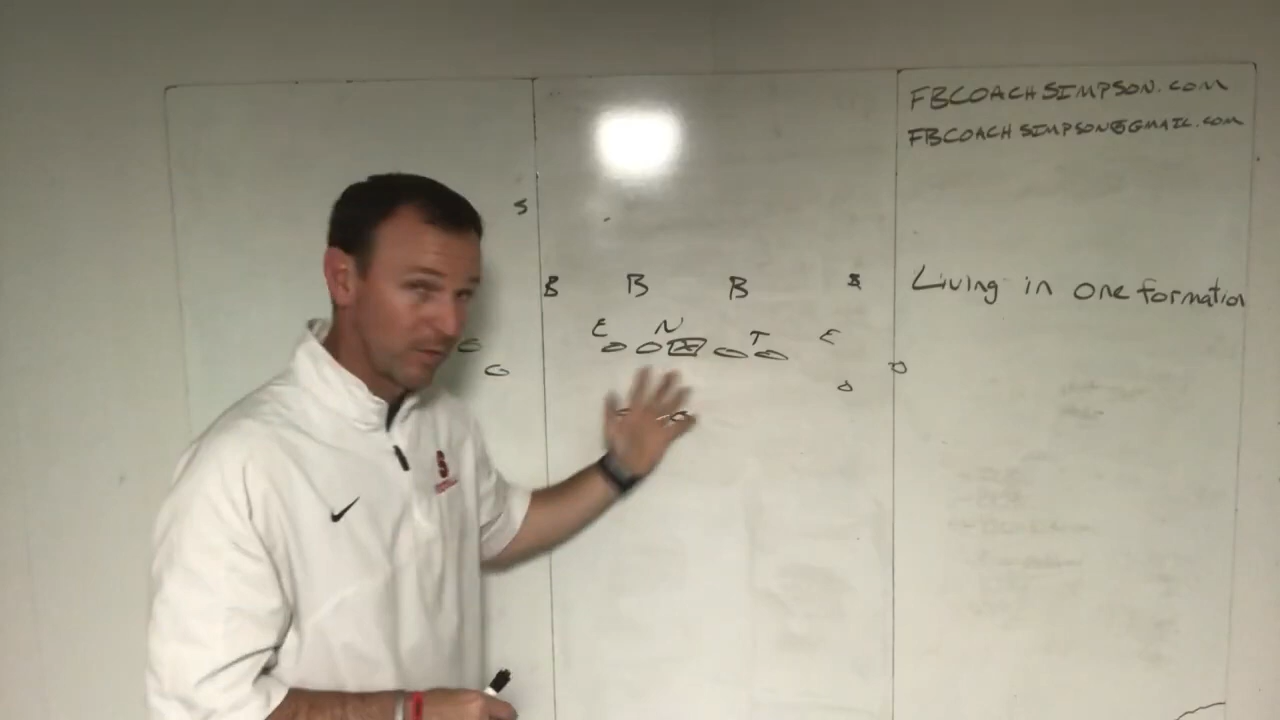 FBCOACHSIMPSON.COM
FBCOACHSIMPSON@GMAIL.COM
S
B B B S
Living in one formation
E N T E
S